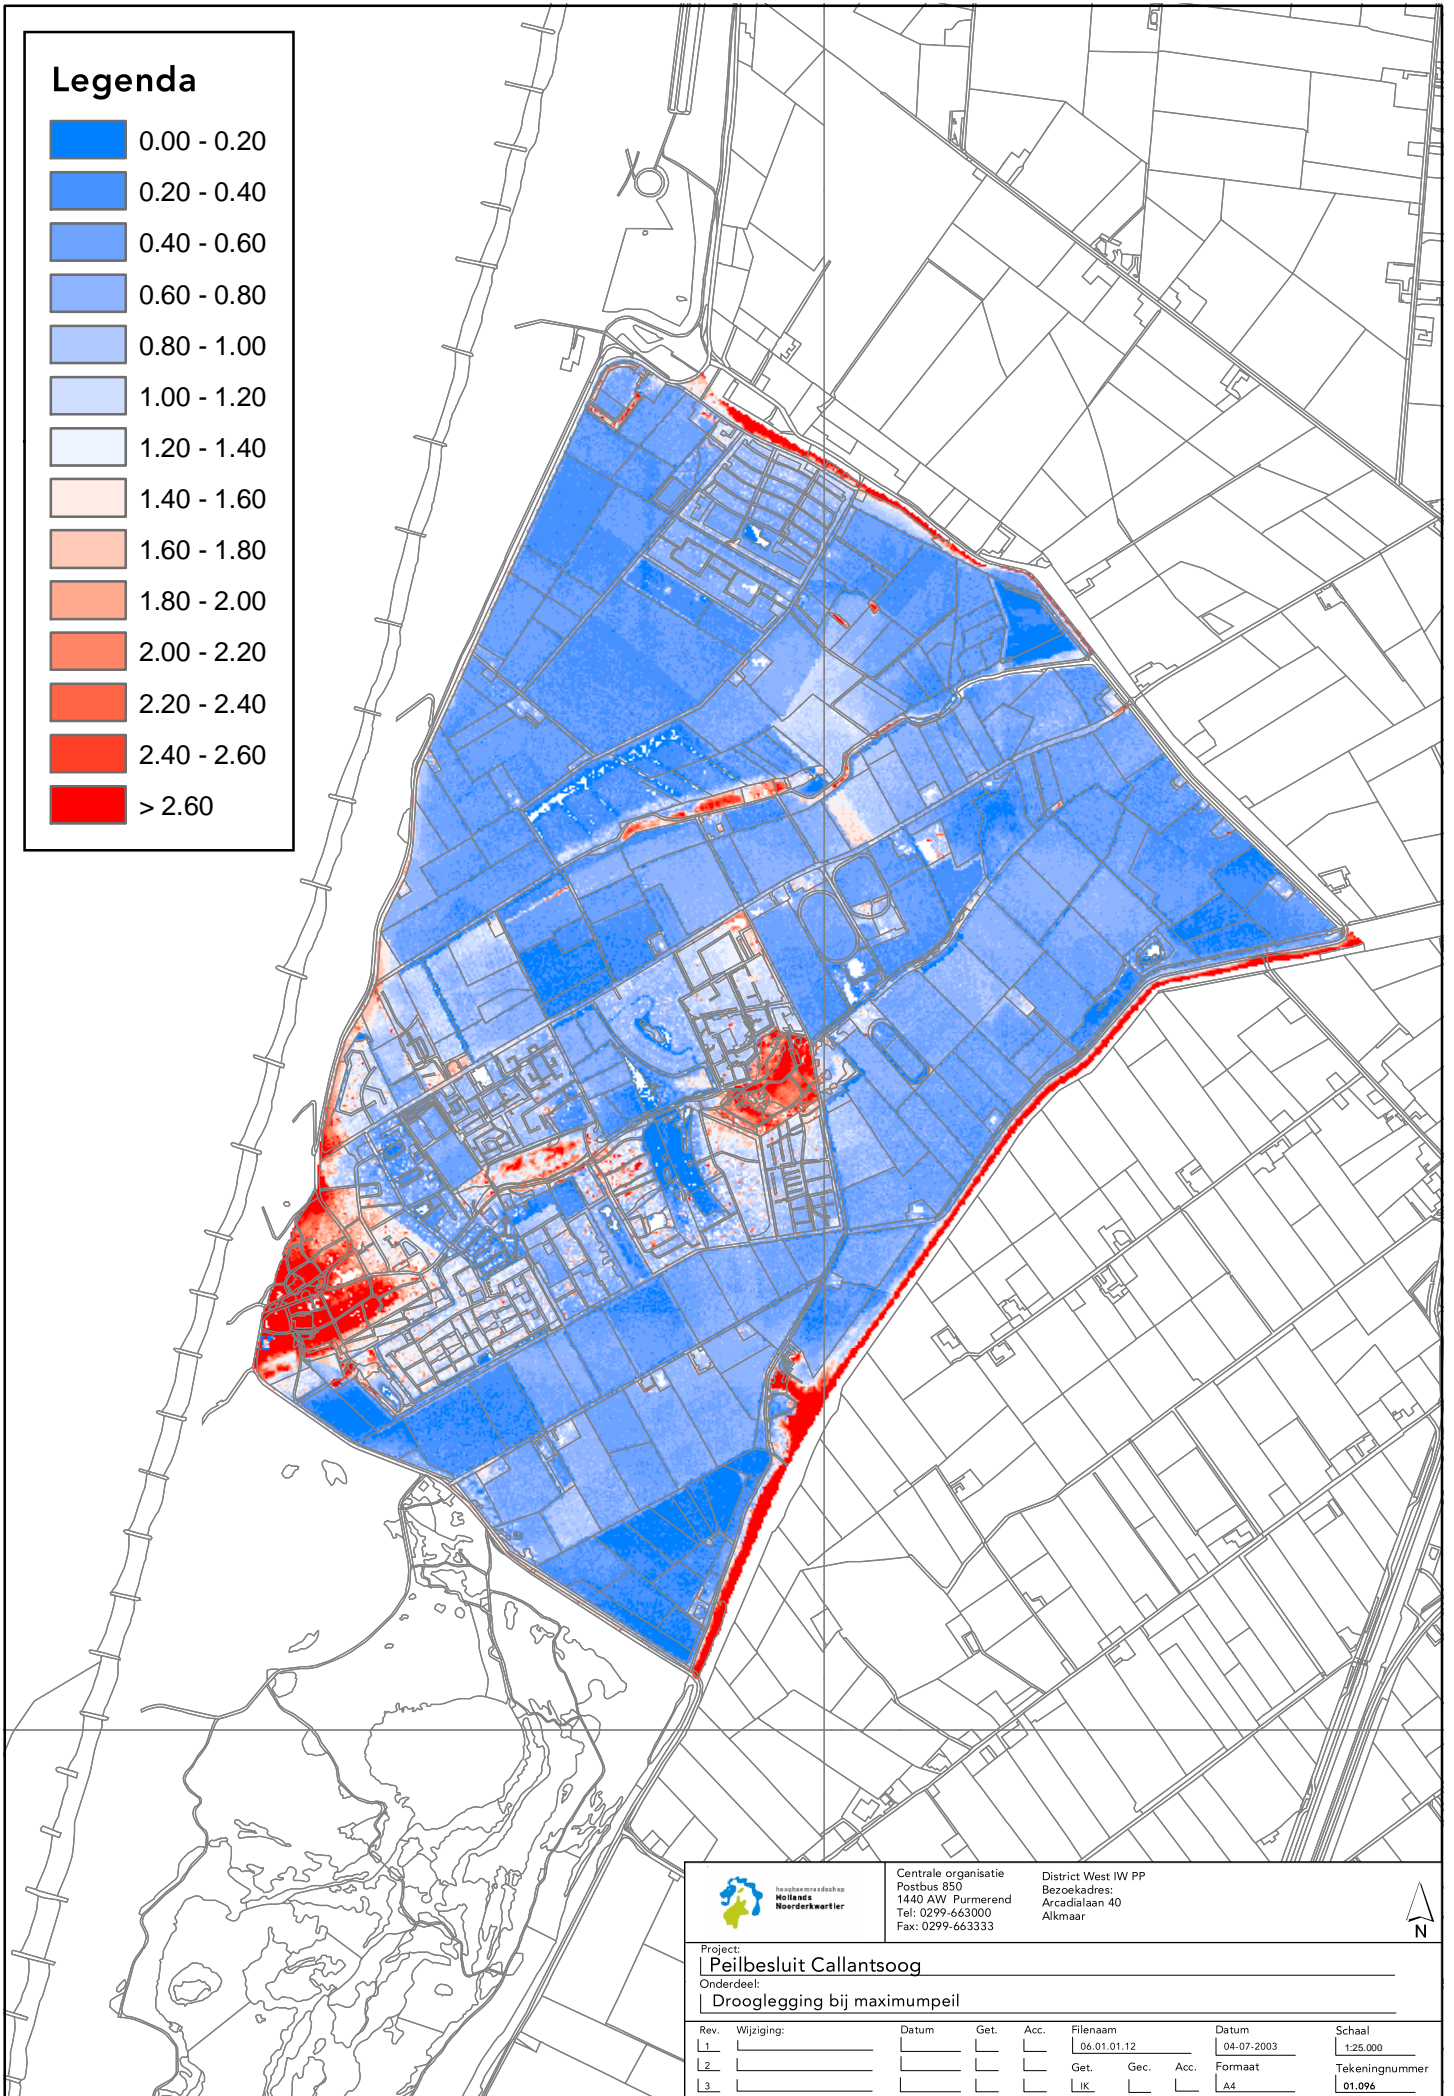 Legenda
0.00 - 0.20
0.20 - 0.40
0.40 - 0.60
0.60 - 0.80
0.80 - 1.00
1.00 - 1.20
1.20 - 1.40
1.40 - 1.60
1.60 - 1.80
1.80 - 2.00
2.00 - 2.20
2.20 - 2.40
2.40 - 2.60
> 2.60
hoogheemraadschap
Hollands
Noorderkwartier
Centrale organisatie
Postbus 850
1440 AW Purmerend
Tel: 0299-663000
Fax: 0299-663333
District West IW PP
Bezoekadres:
Arcadialaan 40
Alkmaar
N
Project:
Peilbesluit Callantsoog
Onderdeel:
Drooglegging bij maximumpeil
Rev. Wijziging: Datum Get. Acc. Filenaam Datum Schaal
1 06.01.01.12 04-07-2003 1:25.000
2 Get. Gec. Acc. Formaat Tekeningnummer
3 IK A4 01.096